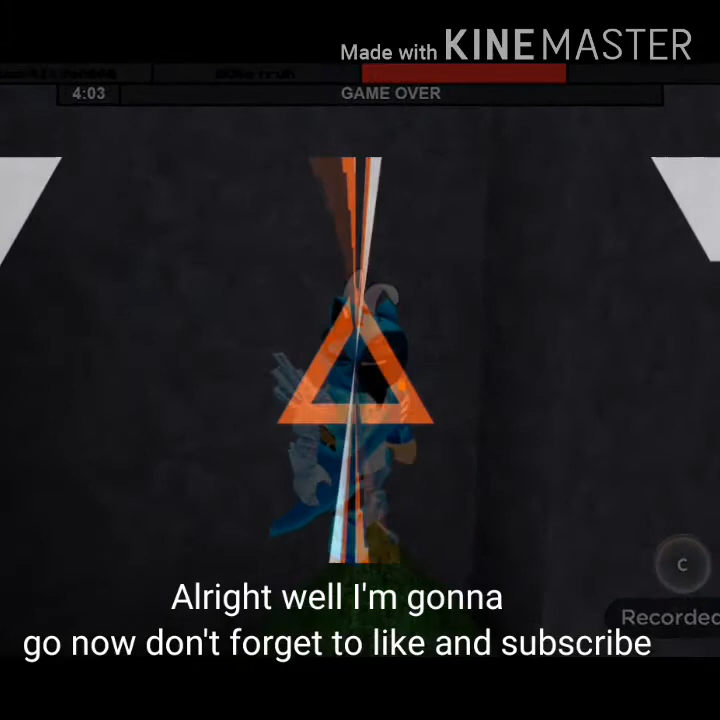 Made with KINEMASTER
4:03 GAME OVER
C
Recorded
Alright well I'm gonna
go now don't forget to like and subscribe